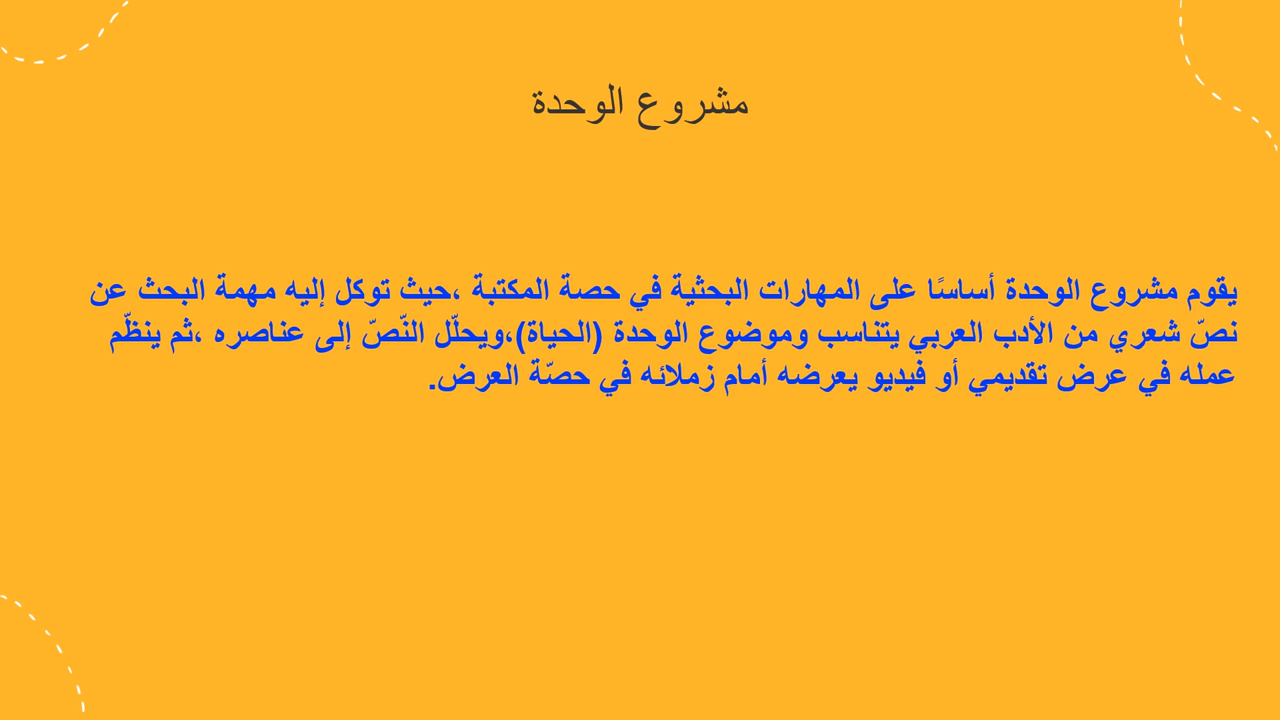 مشروع الوحدة
يقوم مشروع الوحدة أساسًا على المهارات البحثية في حصة المكتبة ،حيث توكل إليه مهمة البحث عن
نصّ شعري من الأدب العربي يتناسب وموضوع الوحدة (الحياة)،ويحلّل النّصّ إلى عناصره ،ثم ينظّم
عمله في عرض تقديمي أو فيديو يعرضه أمام زملائه في حصّة العرض.